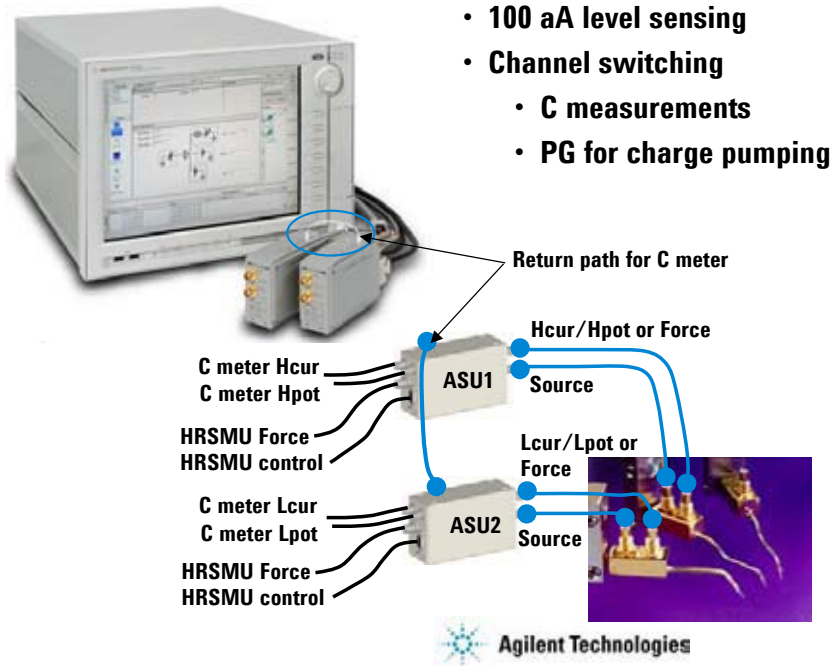 • 100 aA level sensing
• Channel switching
• C measurements
• PG for charge pumping
Return path for C meter
Hcur/Hpot or Force
C meter Hcur
C meter Hpot
ASU1
Source
HRSMU Force
HRSMU control
Lcur/Lpot or
Force
C meter Lcur
C meter Lpot
ASU2
Source
HRSMU Force
HRSMU control
Agilent Technologies